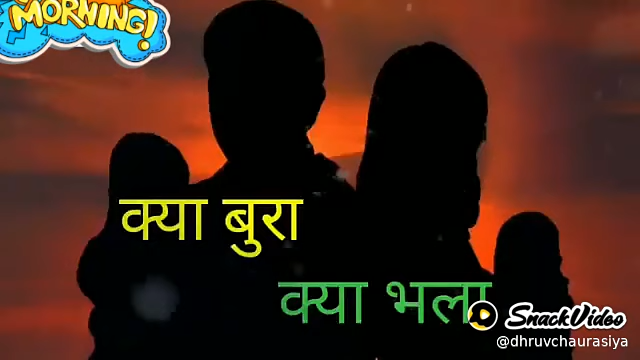 MORNING!
क्या बुरा
क्या भला
SnackVideo
@dhruvchaurasiya